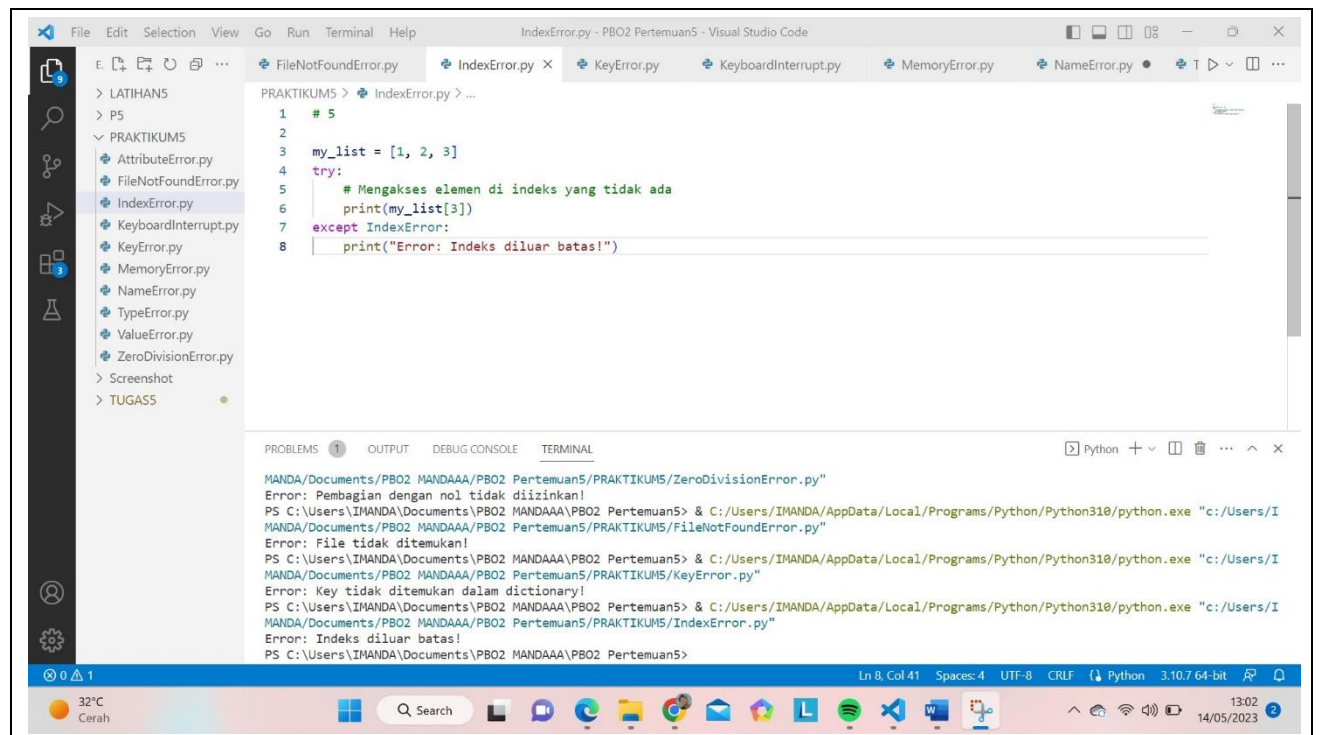 File Edit Selection View Go Run Terminal Help IndexError.py - PBO2 Pertemuan5 - Visual Studio Code
FileNotFoundError.py IndexError.py KeyError.py KeyboardInterrupt.py MemoryError.py NameError.py
PRAKTIKUM5 > IndexError.py > ...
9
3
E
LATIHAN5
P5
PRAKTIKUM5
AttributeError.py
FileNotFoundError.py
IndexError.py
KeyboardInterrupt.py
KeyError.py
MemoryError.py
NameError.py
TypeError.py
ValueError.py
ZeroDivisionError.py
Screenshot
TUGAS5
1 # 5
2
3 my_list = [1, 2, 3]
4 try:
5 # Mengakses elemen di indeks yang tidak ada
6 print(my_list[3])
7 except IndexError:
8 print("Error: Indeks diluar batas!")
PROBLEMS 1 OUTPUT DEBUG CONSOLE TERMINAL Python
MANDA/Documents/PBO2 MANDAAA/PBO2 Pertemuan5/PRAKTIKUM5/ZeroDivisionError.py"
Error: Pembagian dengan nol tidak diizinkan!
PS C:\Users\IMANDA\Documents\PBO2 MANDAAA\PBO2 Pertemuan5> & C:/Users/IMANDA/AppData/Local/Programs/Python/Python310/python.exe "c:/Users/I
MANDA/Documents/PBO2 MANDAAA/PBO2 Pertemuan5/PRAKTIKUM5/FileNotFoundError.py"
Error: File tidak ditemukan!
PS C:\Users\IMANDA\Documents\PBO2 MANDAAA\PBO2 Pertemuan5> & C:/Users/IMANDA/AppData/Local/Programs/Python/Python310/python.exe "c:/Users/I
MANDA/Documents/PBO2 MANDAAA/PBO2 Pertemuan5/PRAKTIKUM5/KeyError.py"
Error: Key tidak ditemukan dalam dictionary!
PS C:\Users\IMANDA\Documents\PBO2 MANDAAA\PBO2 Pertemuan5> & C:/Users/IMANDA/AppData/Local/Programs/Python/Python310/python.exe "c:/Users/I
MANDA/Documents/PBO2 MANDAAA/PBO2 Pertemuan5/PRAKTIKUM5/IndexError.py"
Error: Indeks diluar batas!
PS C:\Users\IMANDA\Documents\PBO2 MANDAAA\PBO2 Pertemuan5>
0 1 Ln 8, Col 41 Spaces: 4 UTF-8 CRLF Python 3.10.7 64-bit
32°C
Cerah
Search
13:02
14/05/2023
2